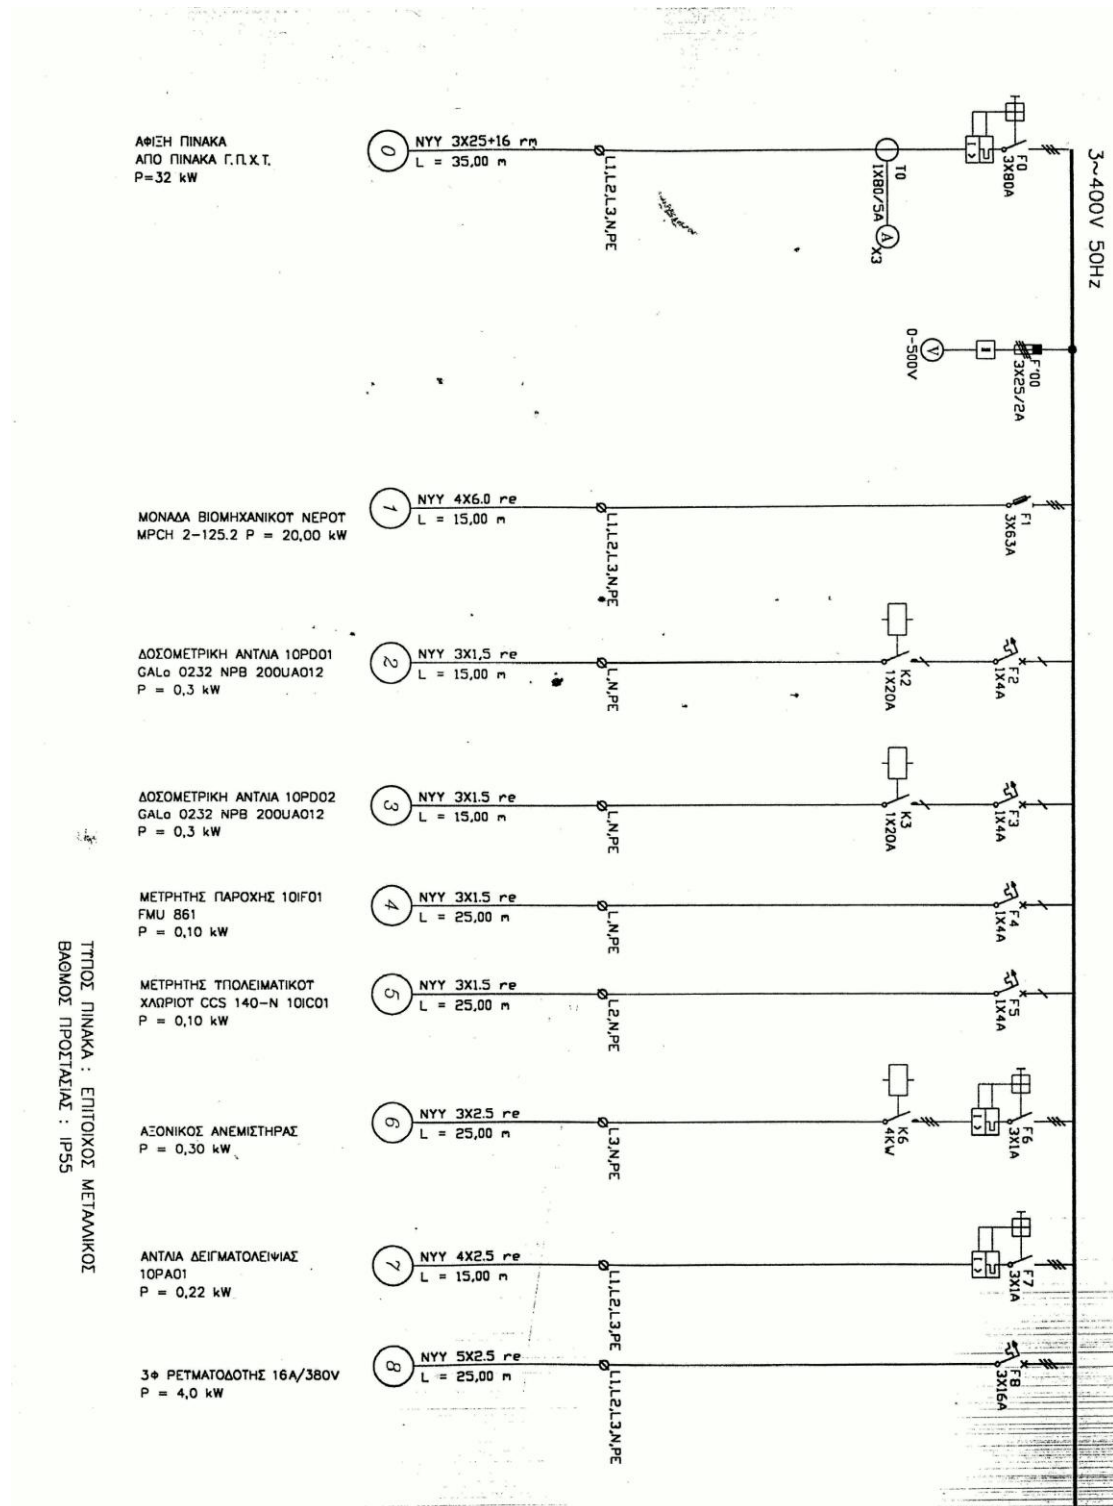 3~400V 50Hz
ΑΦΙΞΗ ΠΙΝΑΚΑ
ΑΠΟ ΠΙΝΑΚΑ Γ.Π.Χ.Τ.
P=32 kW
0
NYY 3X25+16 rm
L = 35,00 m
L1,L2,L3,N,PE
T0
1X80/5A
A
X3
F0
3X80A
I>
F'00
3X25/2A
V
0-500V
ΜΟΝΑΔΑ ΒΙΟΜΗΧΑΝΙΚΟΤ ΝΕΡΟΤ
MPCH 2-125.2 P = 20,00 kW
1
NYY 4X6.0 re
L = 15,00 m
L1,L2,L3,N,PE
F1
3X63A
ΔΟΣΟΜΕΤΡΙΚΗ ΑΝΤΛΙΑ 10PD01
GALa 0232 NPB 200UA012
P = 0,3 kW
2
NYY 3X1,5 re
L = 15,00 m
L,N,PE
K2
1X20A
F2
1X4A
ΔΟΣΟΜΕΤΡΙΚΗ ΑΝΤΛΙΑ 10PD02
GALa 0232 NPB 200UA012
P = 0,3 kW
3
NYY 3X1.5 re
L = 15,00 m
L,N,PE
K3
1X20A
F3
1X4A
ΜΕΤΡΗΤΗΣ ΠΑΡΟΧΗΣ 10IF01
FMU 861
P = 0,10 kW
4
NYY 3X1.5 re
L = 25,00 m
L,N,PE
F4
1X4A
ΜΕΤΡΗΤΗΣ ΤΠΟΛΕΙΜΑΤΙΚΟΤ
ΧΛΩΡΙΟΤ CCS 140-N 10IC01
P = 0,10 kW
5
NYY 3X1.5 re
L = 25,00 m
L2,N,PE
F5
1X4A
ΑΞΟΝΙΚΟΣ ΑΝΕΜΙΣΤΗΡΑΣ
P = 0,30 kW
6
NYY 3X2.5 re
L = 25,00 m
L3,N,PE
K6
4KW
F6
3X1A
I>
ΑΝΤΛΙΑ ΔΕΙΓΜΑΤΟΛΕΙΨΙΑΣ
10PA01
P = 0,22 kW
7
NYY 4X2.5 re
L = 15,00 m
L1,L2,L3,PE
F7
3X1A
I>
3Φ ΡΕΤΜΑΤΟΔΟΤΗΣ 16A/380V
P = 4,0 kW
8
NYY 5X2.5 re
L = 25,00 m
L1,L2,L3,N,PE
F8
3X16A
ΤΤΠΟΣ ΠΙΝΑΚΑ : ΕΠΙΤΟΙΧΟΣ ΜΕΤΑΛΛΙΚΟΣ
ΒΑΘΜΟΣ ΠΡΟΣΤΑΣΙΑΣ : IP55